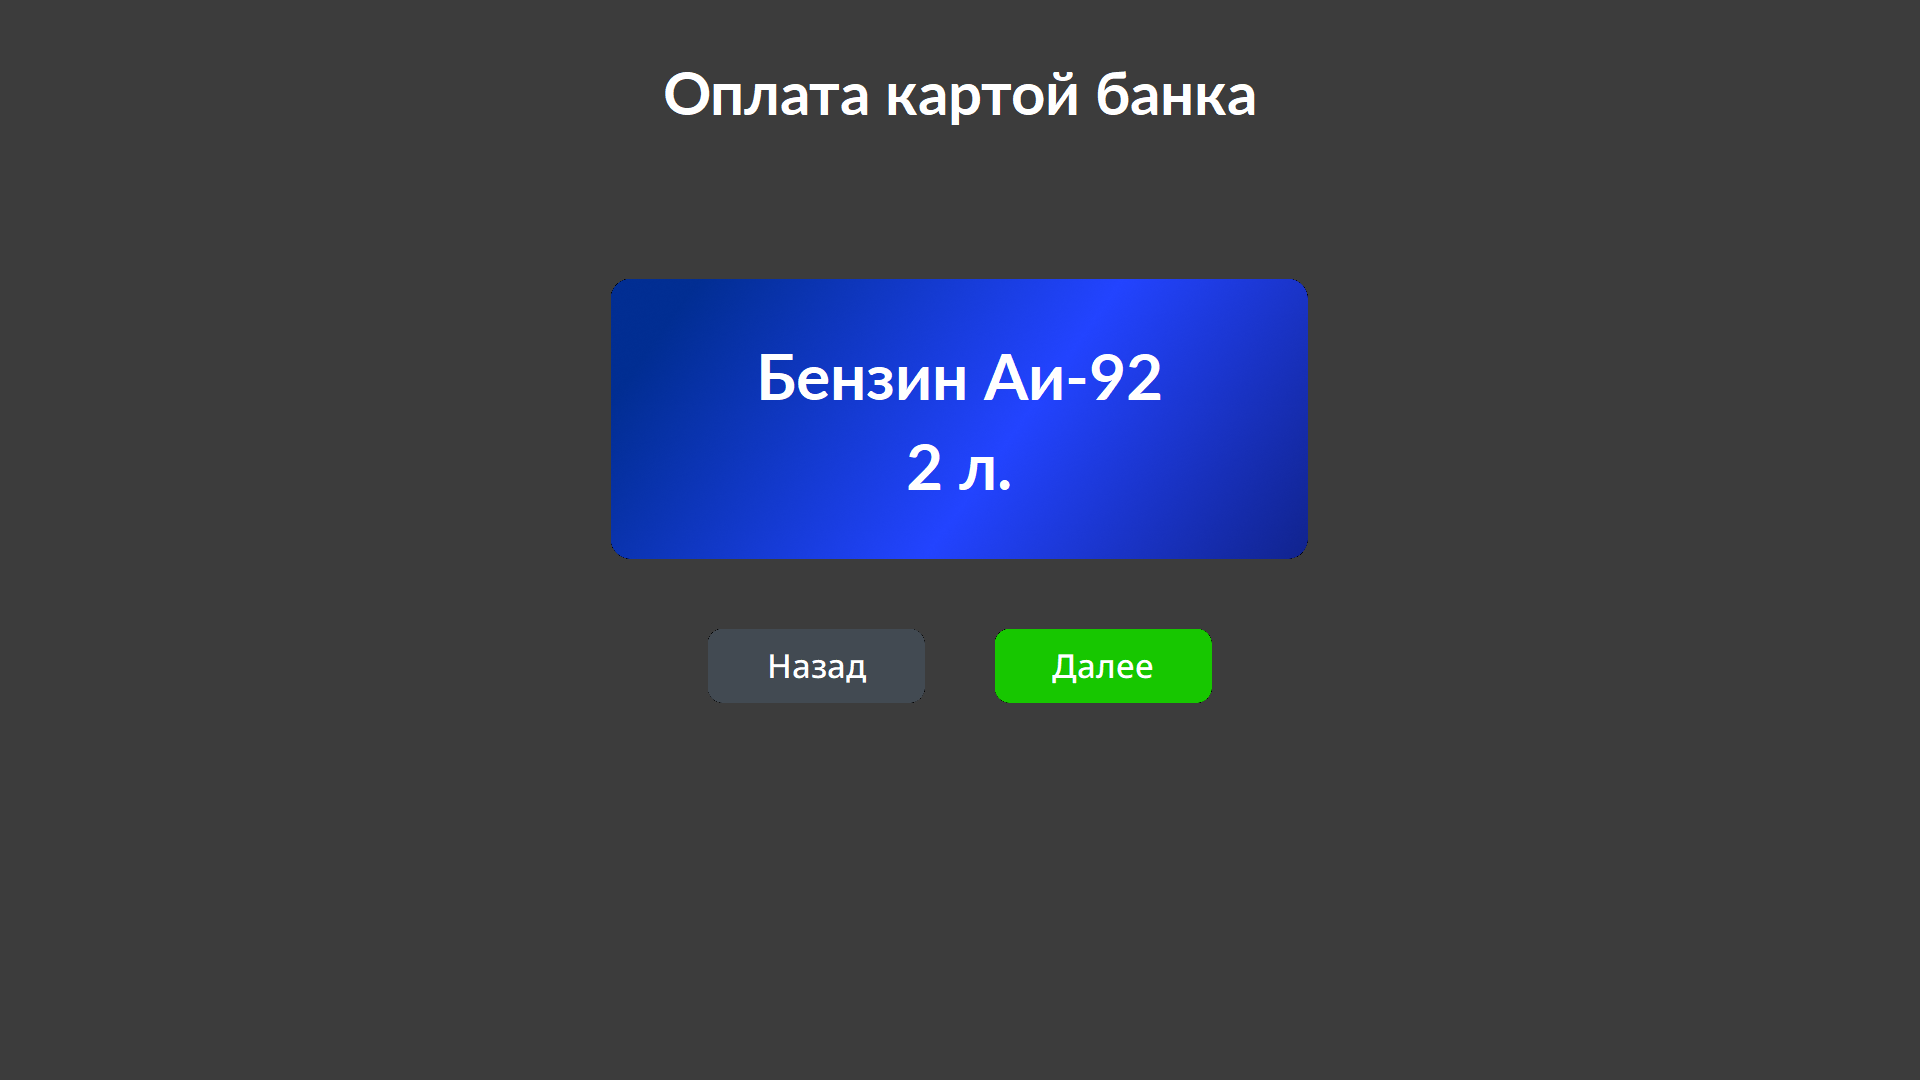 Оплата картой банка
Бензин Аи-92
2 л.
Назад
Далее